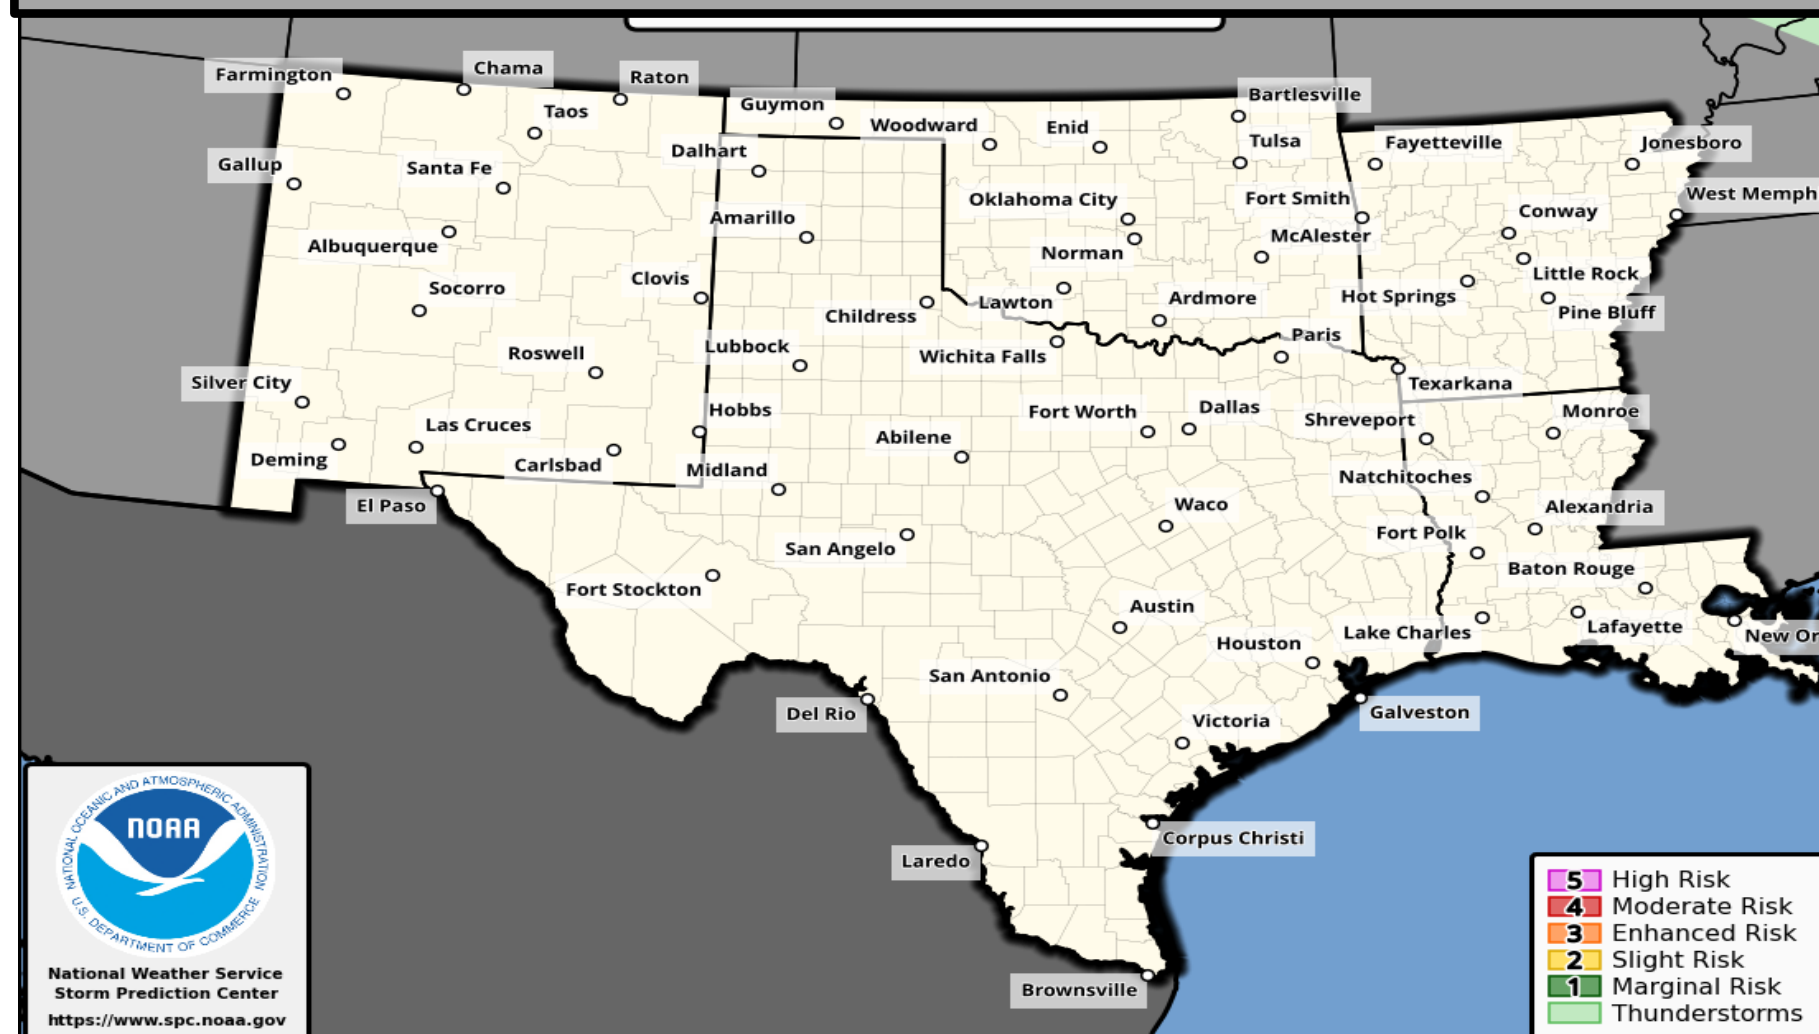 Farmington
Chama
Raton
Taos
Guymon
Woodward
Enid
Bartlesville
Tulsa
Fayetteville
Jonesboro
Gallup
Santa Fe
Dalhart
Oklahoma City
Fort Smith
Conway
West Memph
Albuquerque
Amarillo
Norman
McAlester
Little Rock
Socorro
Clovis
Childress
Lawton
Ardmore
Hot Springs
Pine Bluff
Roswell
Lubbock
Wichita Falls
Paris
Texarkana
Silver City
Las Cruces
Hobbs
Abilene
Fort Worth
Dallas
Shreveport
Monroe
Deming
Carlsbad
Midland
Natchitoches
El Paso
San Angelo
Waco
Fort Polk
Alexandria
Fort Stockton
Austin
Baton Rouge
Houston
Lake Charles
Lafayette
New Or
San Antonio
Del Rio
Victoria
Galveston
Laredo
Corpus Christi
Brownsville
NATIONAL OCEANIC AND ATMOSPHERIC ADMINISTRATION
NOAA
U.S. DEPARTMENT OF COMMERCE
National Weather Service
Storm Prediction Center
https://www.spc.noaa.gov
5 High Risk
4 Moderate Risk
3 Enhanced Risk
2 Slight Risk
1 Marginal Risk
Thunderstorms